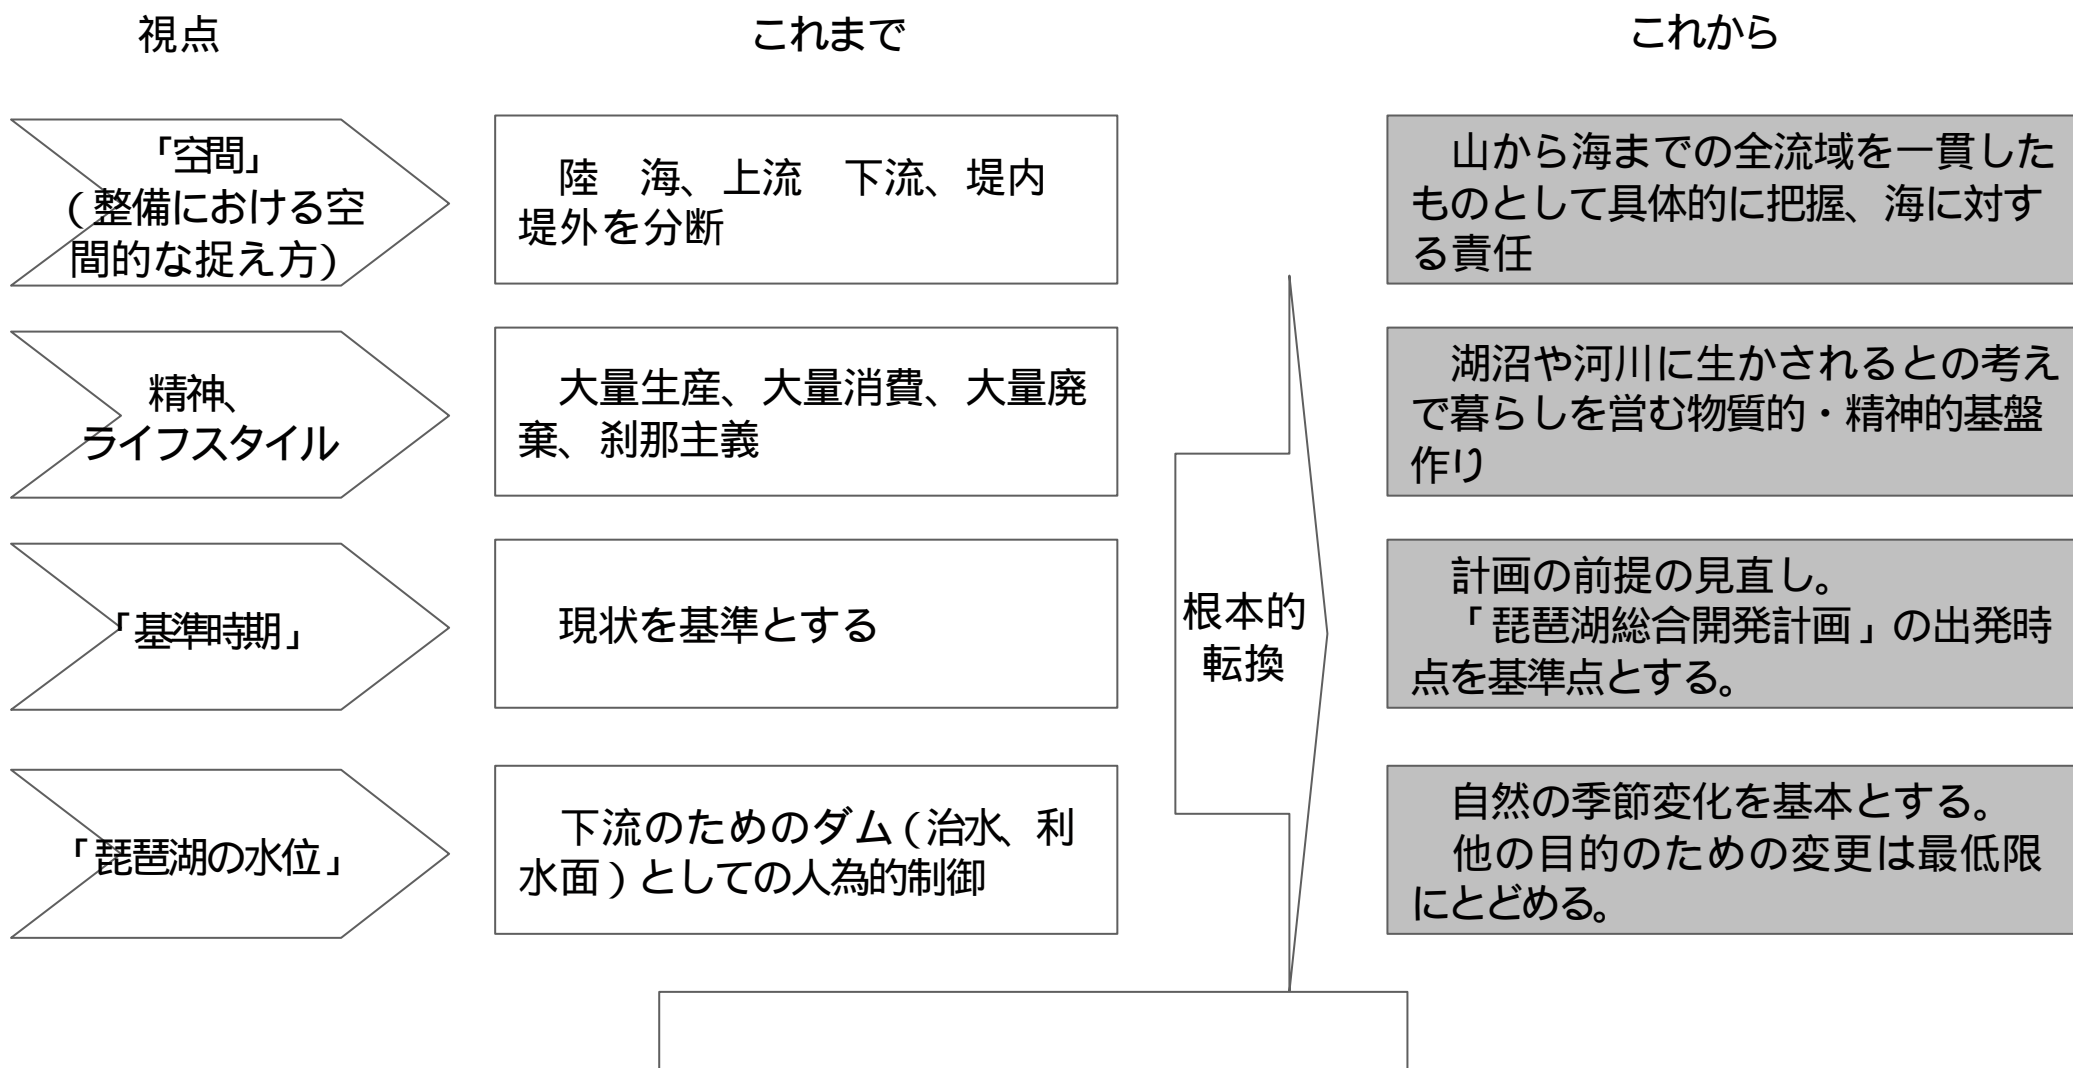 視点
これまで
これから
「空間」
(整備における空
間的な捉え方)
陸　海、上流　下流、堤内
堤外を分断
山から海までの全流域を一貫した
ものとして具体的に把握、海に対す
る責任
精神、
ライフスタイル
大量生産、大量消費、大量廃
棄、刹那主義
湖沼や河川に生かされるとの考え
で暮らしを営む物質的・精神的基盤
作り
「基準時期」
現状を基準とする
根本的
転換
計画の前提の見直し。
「琵琶湖総合開発計画」の出発時
点を基準点とする。
「琵琶湖の水位」
下流のためのダム(治水、利
水面)としての人為的制御
自然の季節変化を基本とする。
他の目的のための変更は最低限
にとどめる。